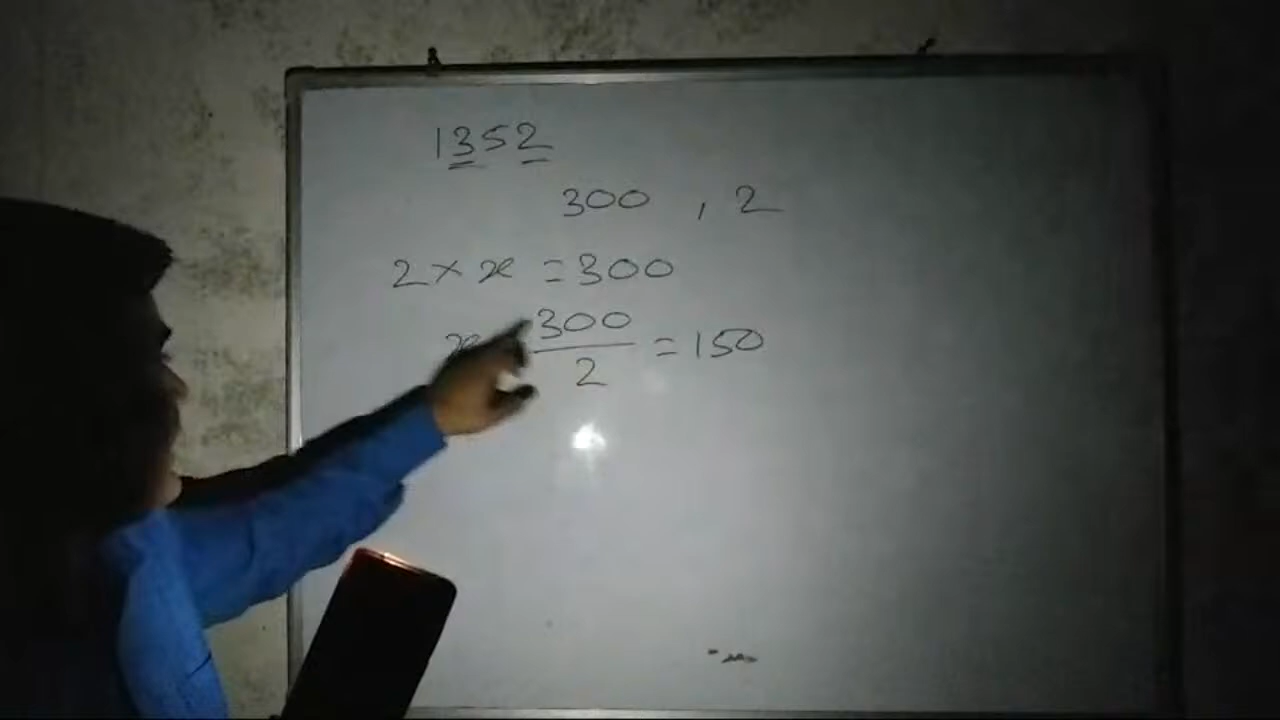 1352
300 , 2
2 × x = 300
x 300/2 = 150